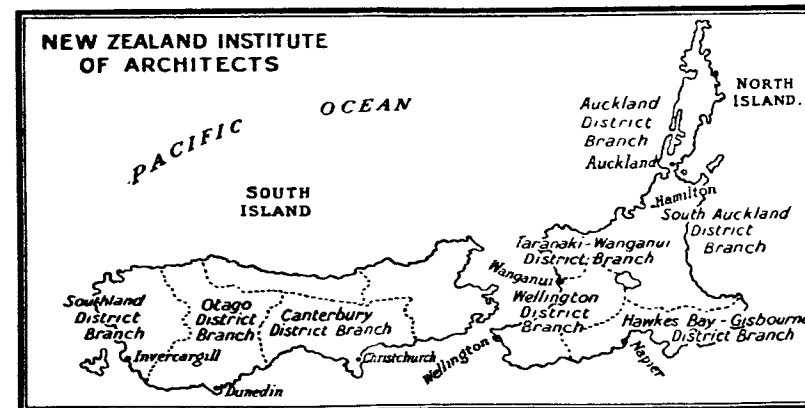 NEW ZEALAND INSTITUTE
OF ARCHITECTS
PACIFIC OCEAN
SOUTH
ISLAND
NORTH
ISLAND.
Auckland
District
Branch
Auckland
Hamilton
South Auckland
District
Branch
Taranaki-Wanganui
District Branch
Wanganui
Wellington
District
Branch
Hawkes Bay-Gisbourne
District Branch
Napier
Wellington
Southland
District
Branch
Invercargill
Otago
District
Branch
Dunedin
Canterbury
District Branch
Christchurch